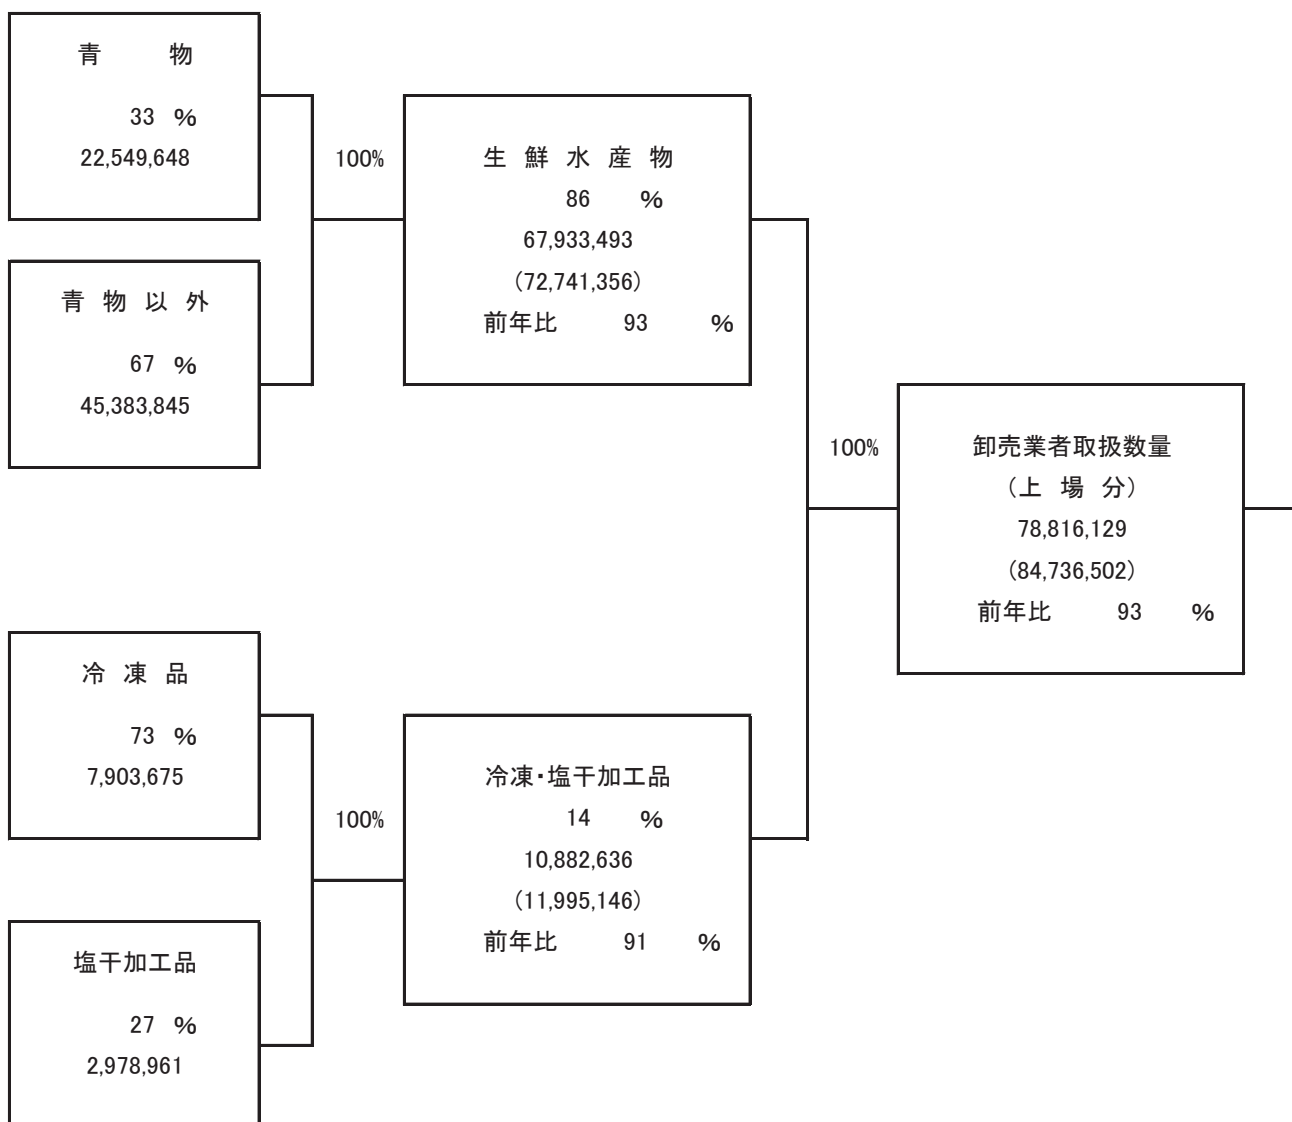 青 物
33 %
22,549,648
青 物 以 外
67 %
45,383,845
100%
生 鮮 水 産 物
86 %
67,933,493
(72,741,356)
前年比 93 %
冷 凍 品
73 %
7,903,675
塩干加工品
27 %
2,978,961
100%
冷凍・塩干加工品
14 %
10,882,636
(11,995,146)
前年比 91 %
100%
卸売業者取扱数量
(上 場 分)
78,816,129
(84,736,502)
前年比 93 %